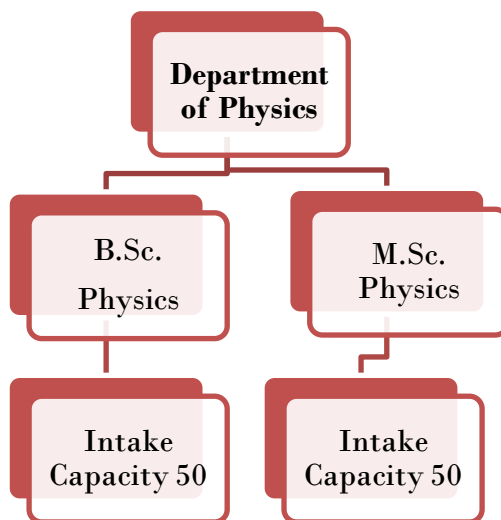 Department
of Physics
B.Sc.
Physics
M.Sc.
Physics
Intake
Capacity 50
Intake
Capacity 50